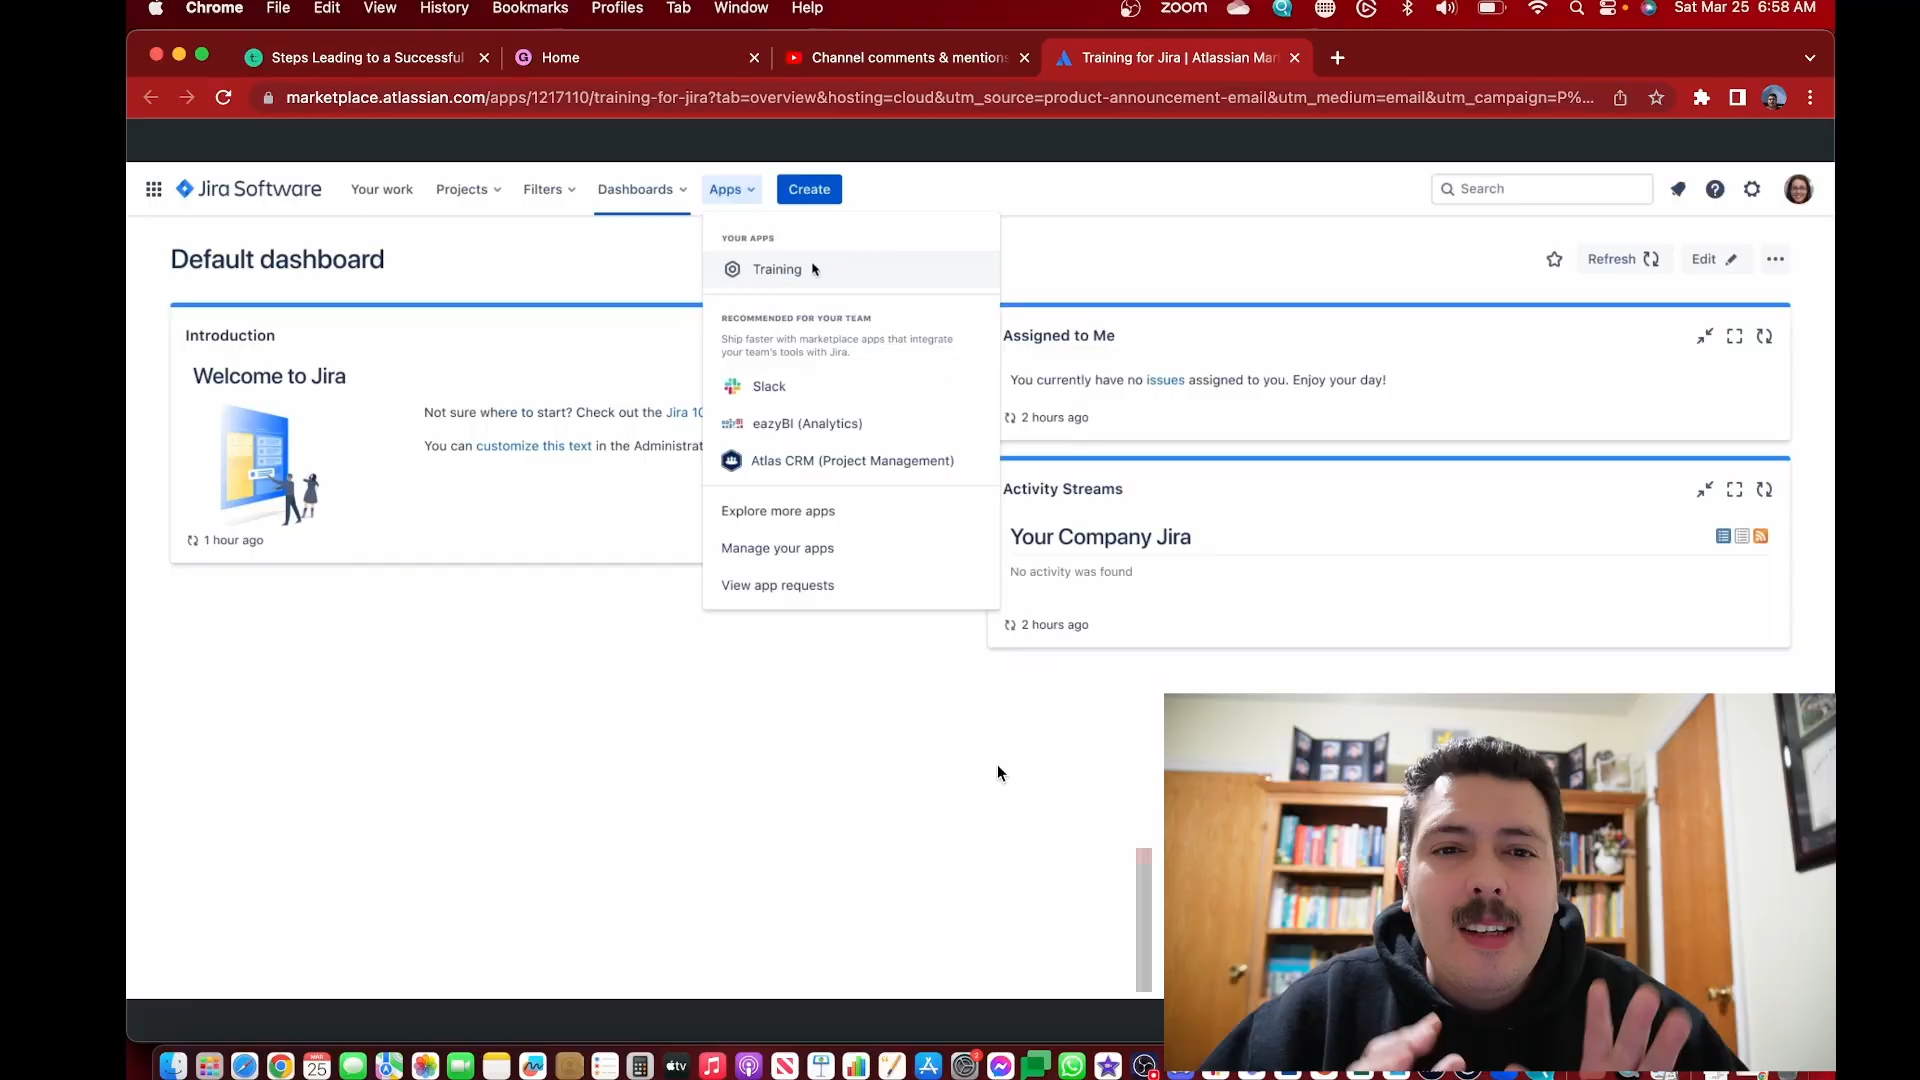 Chrome File Edit View History Bookmarks Profiles Tab Window Help
zoom
Sat Mar 25 6:58 AM
Steps Leading to a Successful
Home
Channel comments & mentions
Training for Jira | Atlassian Mar
marketplace.atlassian.com/apps/1217110/training-for-jira?tab=overview&hosting=cloud&utm_source=product-announcement-email&utm_medium=email&utm_campaign=P%...
Jira Software
Your work
Projects
Filters
Dashboards
Apps
Create
Search
Default dashboard
Refresh
Edit
YOUR APPS
Training
RECOMMENDED FOR YOUR TEAM
Ship faster with marketplace apps that integrate
your team's tools with Jira.
Slack
eazyBI (Analytics)
Atlas CRM (Project Management)
Explore more apps
Manage your apps
View app requests
Introduction
Welcome to Jira
Not sure where to start? Check out the Jira 10
You can customize this text in the Administrat
1 hour ago
Assigned to Me
You currently have no issues assigned to you. Enjoy your day!
2 hours ago
Activity Streams
Your Company Jira
No activity was found
2 hours ago
MAR
25
tv
2